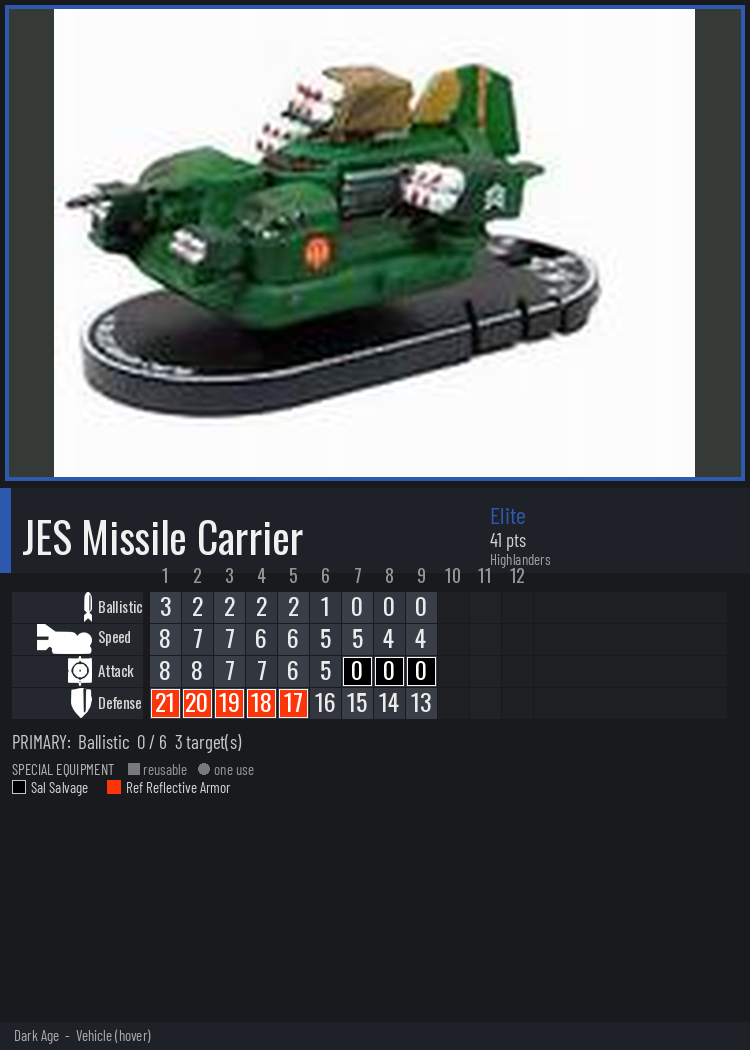 JES Missile Carrier
Elite
41 pts
Highlanders
1 2 3 4 5 6 7 8 9 10 11 12
Ballistic 3 2 2 2 2 1 0 0 0
Speed 8 7 7 6 6 5 5 4 4
Attack 8 8 7 7 6 5 0 0 0
Defense 21 20 19 18 17 16 15 14 13
PRIMARY: Ballistic 0 / 6 3 target(s)
SPECIAL EQUIPMENT reusable one use
Sal Salvage Ref Reflective Armor
Dark Age - Vehicle (hover)